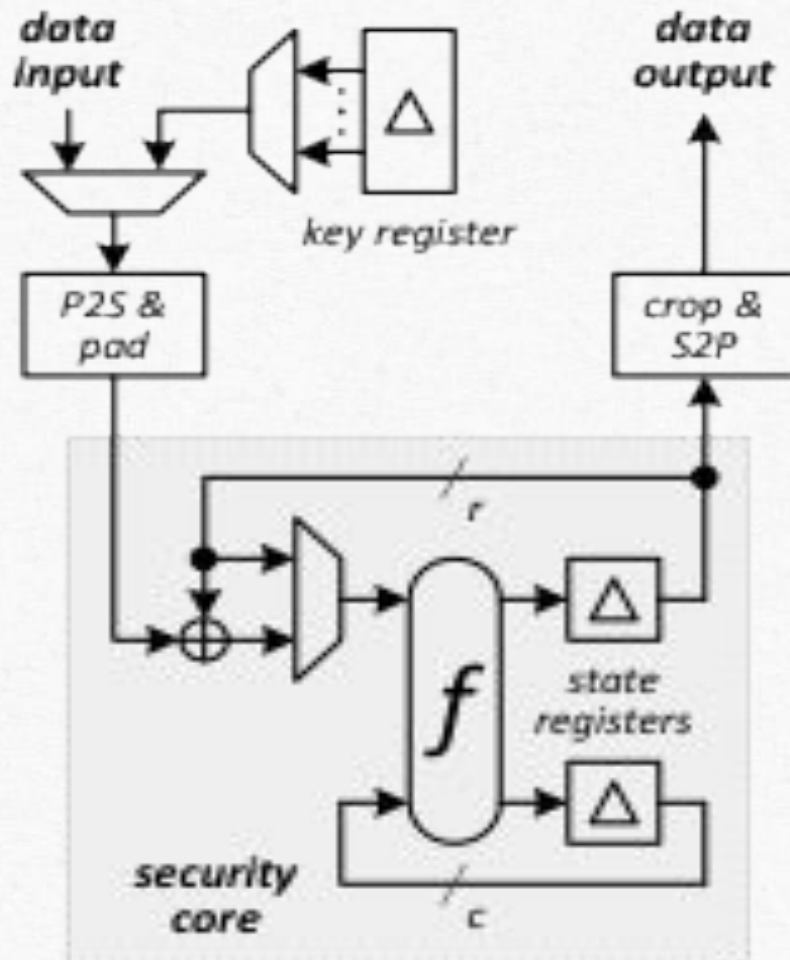 data
input
data
output
key register
P2S &
pad
crop &
S2P
r
f
state
registers
security
core
c